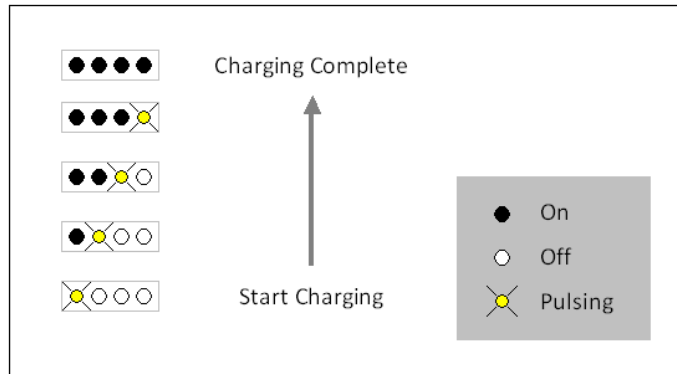 Charging Complete
Start Charging
On
Off
Pulsing